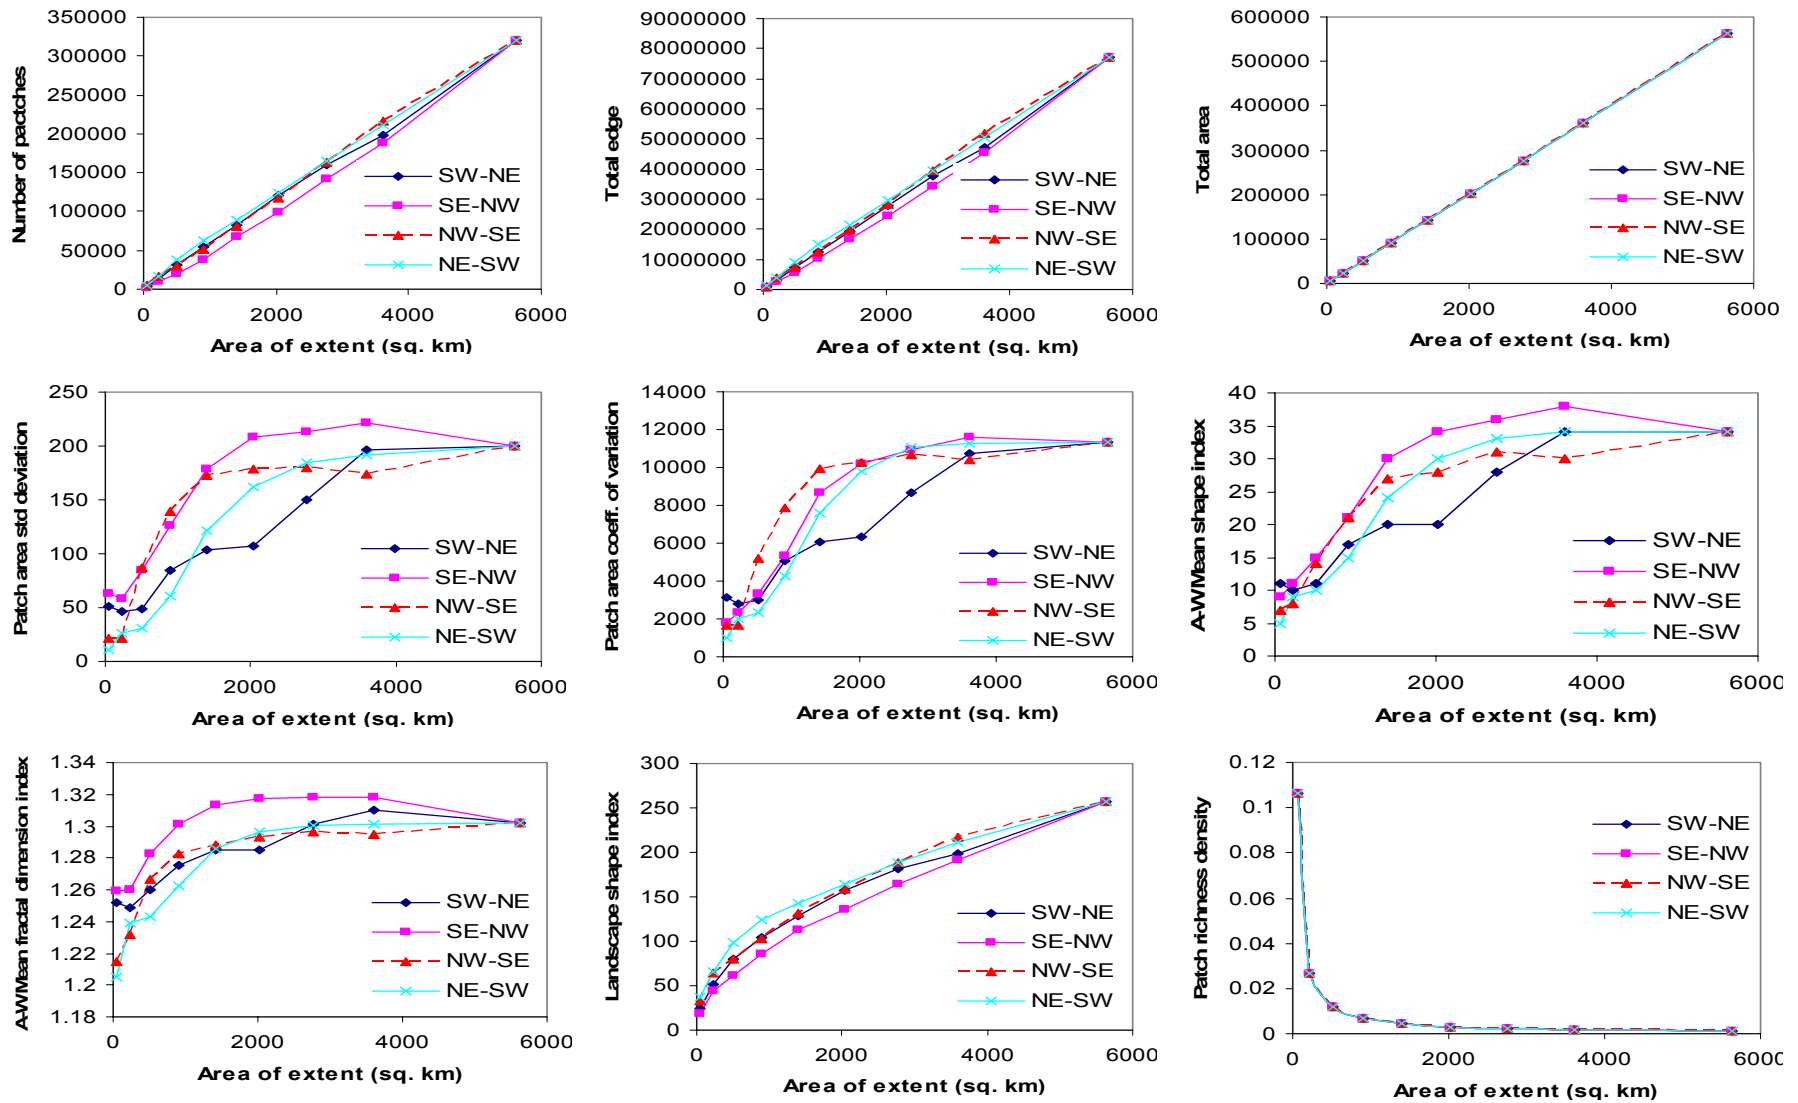 Number of pactches
350000
300000
250000
200000
150000
100000
50000
0
0 2000 4000 6000
Area of extent (sq. km)
SW-NE
SE-NW
NW-SE
NE-SW
Total edge
90000000
80000000
70000000
60000000
50000000
40000000
30000000
20000000
10000000
0
0 2000 4000 6000
Area of extent (sq. km)
SW-NE
SE-NW
NW-SE
NE-SW
Total area
600000
500000
400000
300000
200000
100000
0
0 2000 4000 6000
Area of extent (sq. km)
SW-NE
SE-NW
NW-SE
NE-SW
Patch area std deviation
250
200
150
100
50
0
0 2000 4000 6000
Area of extent (sq. km)
SW-NE
SE-NW
NW-SE
NE-SW
Patch area coeff. of variation
14000
12000
10000
8000
6000
4000
2000
0
0 2000 4000 6000
Area of extent (sq. km)
SW-NE
SE-NW
NW-SE
NE-SW
A-WMean shape index
40
35
30
25
20
15
10
5
0
0 2000 4000 6000
Area of extent (sq. km)
SW-NE
SE-NW
NW-SE
NE-SW
A-WMean fractal dimension index
1.34
1.32
1.3
1.28
1.26
1.24
1.22
1.2
1.18
0 2000 4000 6000
Area of extent (sq. km)
SW-NE
SE-NW
NW-SE
NE-SW
Landscape shape index
300
250
200
150
100
50
0
0 2000 4000 6000
Area of extent (sq. km)
SW-NE
SE-NW
NW-SE
NE-SW
Patch richness density
0.12
0.1
0.08
0.06
0.04
0.02
0
0 2000 4000 6000
Area of extent (sq. km)
SW-NE
SE-NW
NW-SE
NE-SW